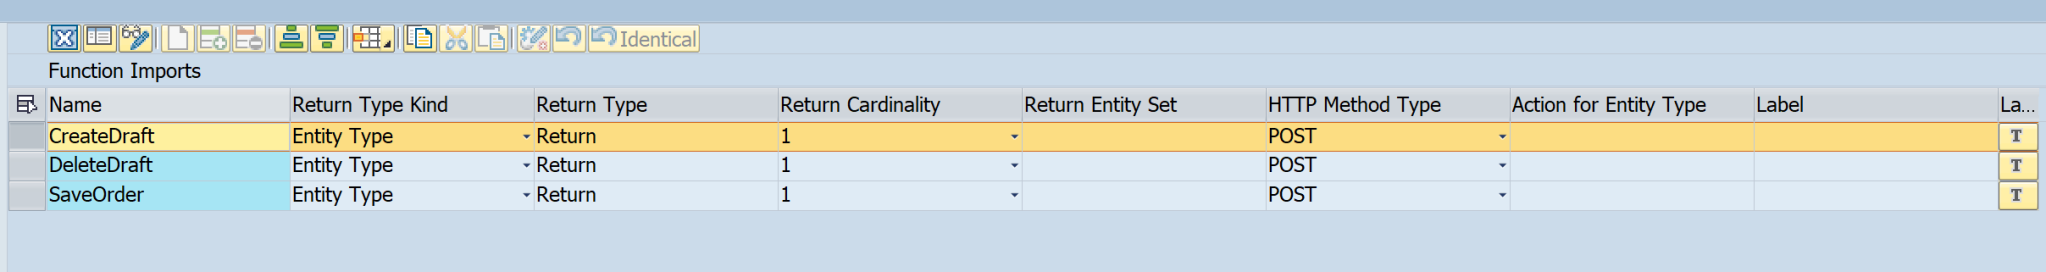 Identical
Function Imports
Name Return Type Kind Return Type Return Cardinality Return Entity Set HTTP Method Type Action for Entity Type Label La...
CreateDraft Entity Type Return 1 POST T
DeleteDraft Entity Type Return 1 POST T
SaveOrder Entity Type Return 1 POST T